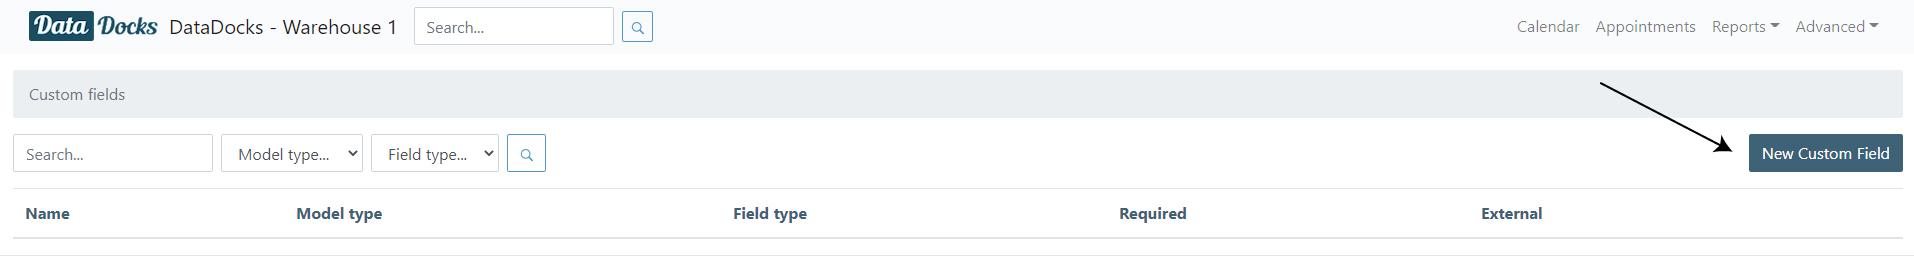 Data Docks DataDocks - Warehouse 1 Search... Calendar Appointments Reports Advanced
Custom fields
Search... Model type... Field type... New Custom Field
Name Model type Field type Required External